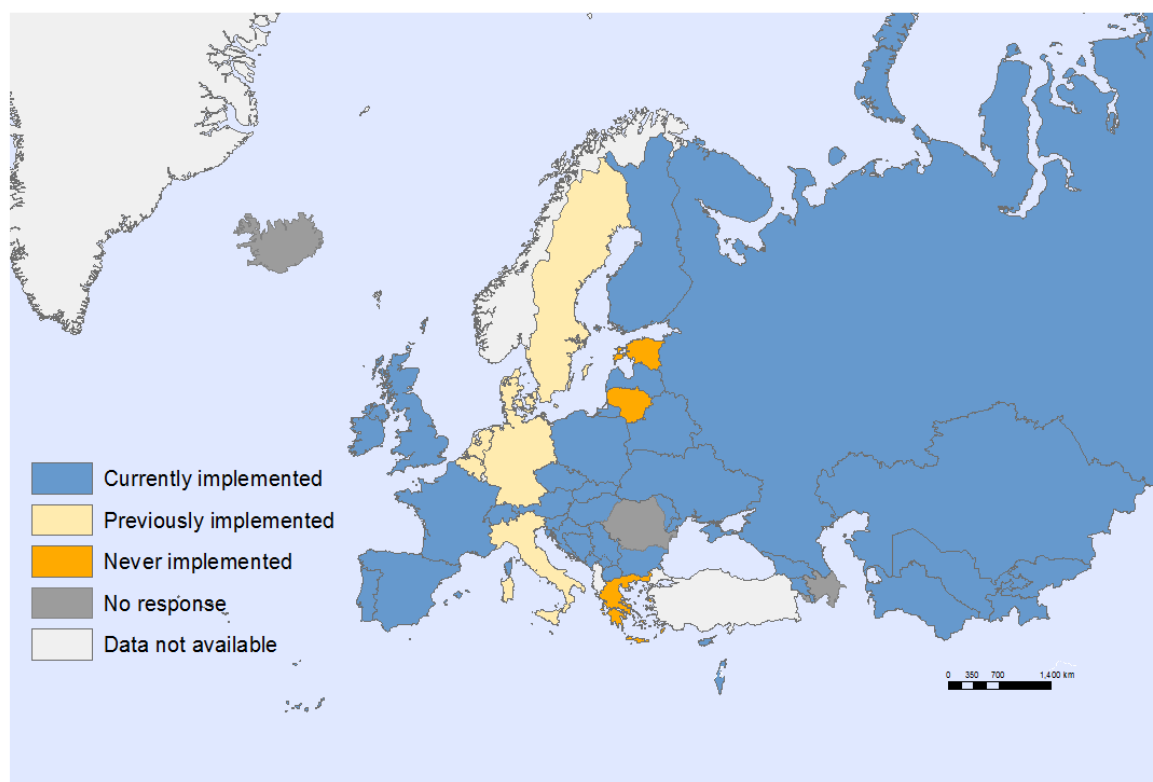 Currently implemented
Previously implemented
Never implemented
No response
Data not available
0 350 700 1,400 km